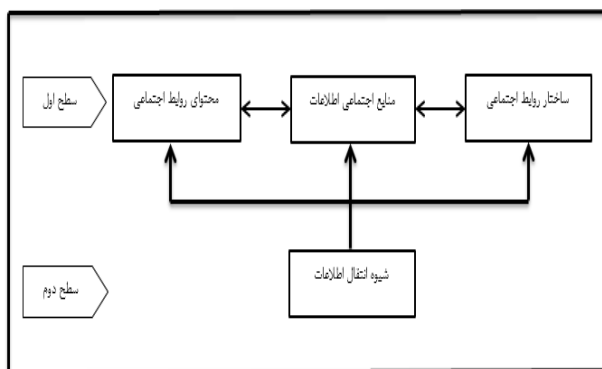 ساختار روابط اجتماعی
منابع اجتماعی اطلاعات
محتوای روابط اجتماعی
سطح اول
شیوه انتقال اطلاعات
سطح دوم